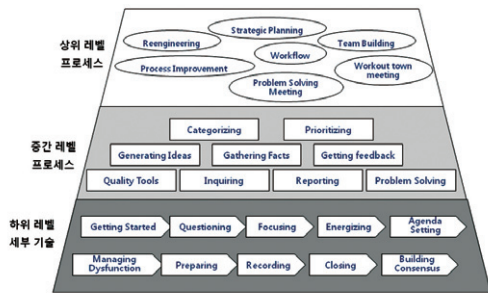 상위 레벨
프로세스
Strategic Planning
Reengineering
Team Building
Workflow
Process Improvement
Workout town
meeting
Problem Solving
Meeting
중간 레벨
프로세스
Categorizing
Prioritizing
Generating Ideas
Gathering Facts
Getting feedback
Quality Tools
Inquiring
Reporting
Problem Solving
하위 레벨
세부 기술
Getting Started
Questioning
Focusing
Energizing
Agenda
Setting
Managing
Dysfunction
Preparing
Recording
Closing
Building
Consensus